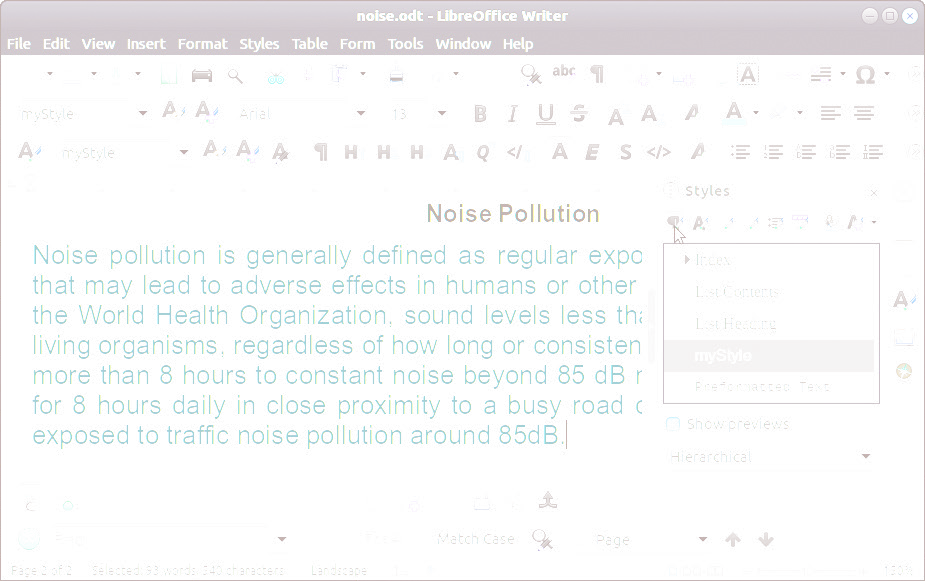 noise.odt - LibreOffice Writer
File Edit View Insert Format Styles Table Form Tools Window Help
abc A Ω
myStyle Arial 13
myStyle
Styles
Noise Pollution
Noise pollution is generally defined as regular expo
that may lead to adverse effects in humans or other
the World Health Organization, sound levels less tha
living organisms, regardless of how long or consisten
more than 8 hours to constant noise beyond 85 dB
for 8 hours daily in close proximity to a busy road
exposed to traffic noise pollution around 85dB.
Index
List Contents
List Heading
myStyle
Preformatted Text
Show previews
Hierarchical
Find Match Case Page
Page 2 of 2 Selected: 93 words, 540 characters Landscape